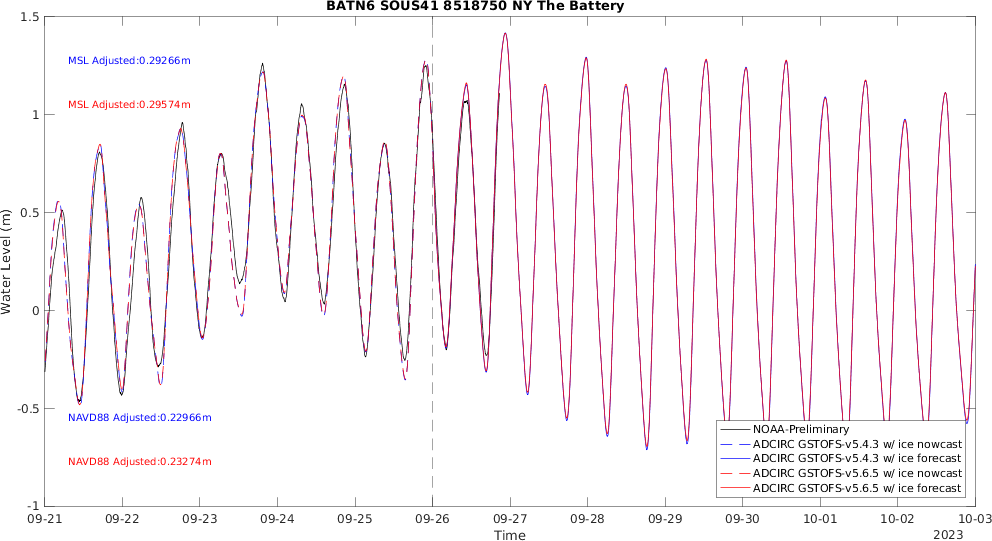 BATN6 SOUS41 8518750 NY The Battery
1.5
1
0.5
0
-0.5
-1
Water Level (m)
MSL Adjusted:0.29266m
MSL Adjusted:0.29574m
NAVD88 Adjusted:0.22966m
NAVD88 Adjusted:0.23274m
NOAA-Preliminary
ADCIRC GSTOFS-v5.4.3 w/ ice nowcast
ADCIRC GSTOFS-v5.4.3 w/ ice forecast
ADCIRC GSTOFS-v5.6.5 w/ ice nowcast
ADCIRC GSTOFS-v5.6.5 w/ ice forecast
09-21 09-22 09-23 09-24 09-25 09-26 09-27 09-28 09-29 09-30 10-01 10-02 10-03
Time
2023